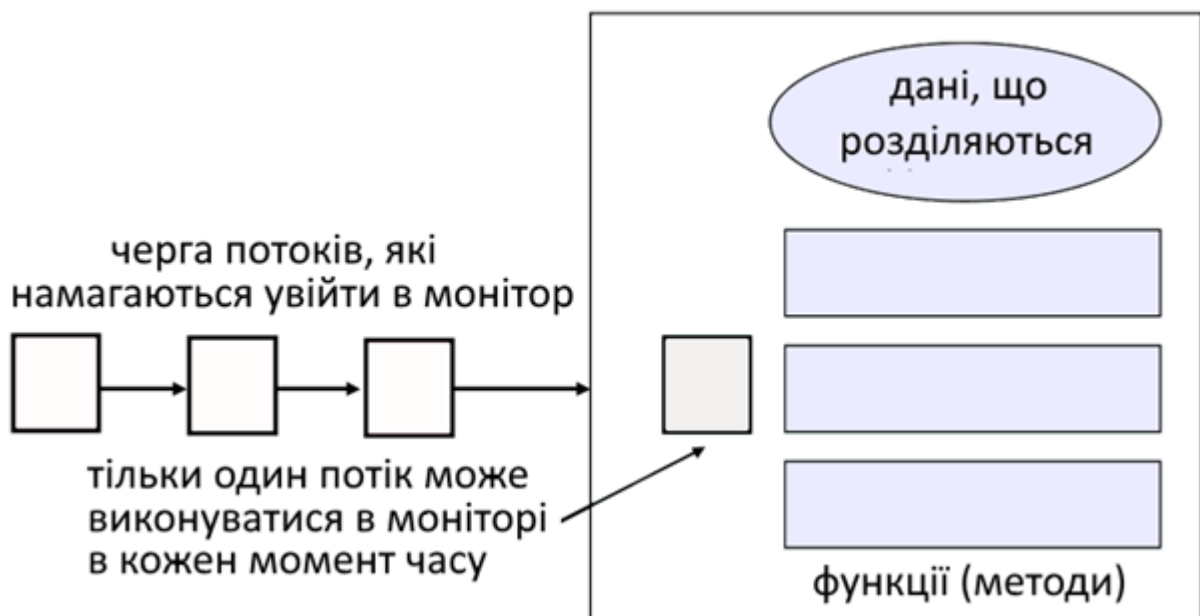 дані, що
розділяються
черга потоків, які
намагаються увійти в монітор
тільки один потік може
виконуватися в моніторі
в кожен момент часу
функції (методи)